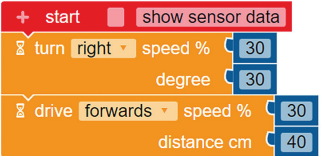 + start show sensor data
turn right speed % 30
degree 30
drive forwards speed % 30
distance cm 40